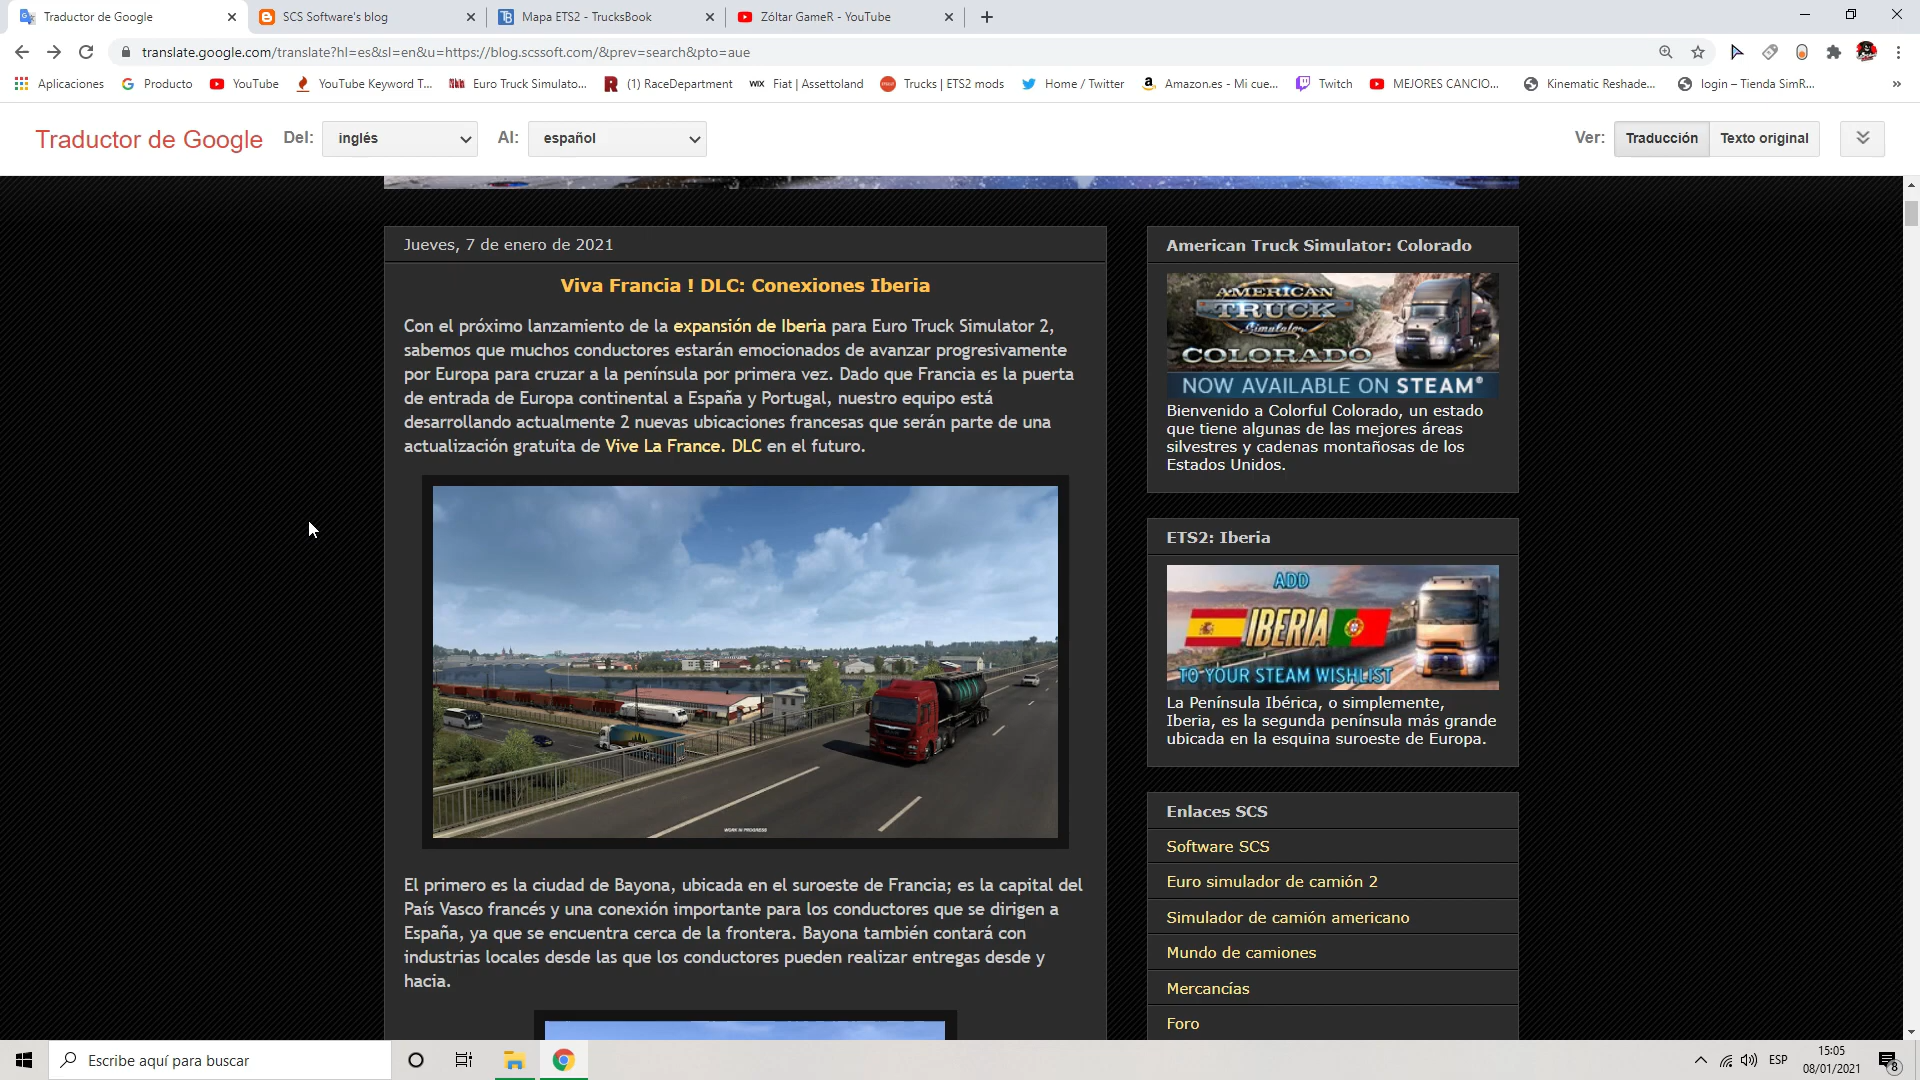 Traductor de Google
SCS Software's blog
Mapa ETS2 - TrucksBook
Zóltar GameR - YouTube
translate.google.com/translate?hl=es&sl=en&u=https://blog.scssoft.com/&prev=search&pto=aue
Aplicaciones
Producto
YouTube
YouTube Keyword T...
Euro Truck Simulato...
(1) RaceDepartment
Fiat | Assettoland
Trucks | ETS2 mods
Home / Twitter
Amazon.es - Mi cue...
Twitch
MEJORES CANCIO...
Kinematic Reshade...
login – Tienda SimR...
»
Traductor de Google
Del:
inglés
Al:
español
Ver:
Traducción
Texto original
Jueves, 7 de enero de 2021
Viva Francia ! DLC: Conexiones Iberia
Con el próximo lanzamiento de la expansión de Iberia para Euro Truck Simulator 2,
sabemos que muchos conductores estarán emocionados de avanzar progresivamente
por Europa para cruzar a la península por primera vez. Dado que Francia es la puerta
de entrada de Europa continental a España y Portugal, nuestro equipo está
desarrollando actualmente 2 nuevas ubicaciones francesas que serán parte de una
actualización gratuita de Vive La France. DLC en el futuro.
WORK IN PROGRESS
El primero es la ciudad de Bayona, ubicada en el suroeste de Francia; es la capital del
País Vasco francés y una conexión importante para los conductores que se dirigen a
España, ya que se encuentra cerca de la frontera. Bayona también contará con
industrias locales desde las que los conductores pueden realizar entregas desde y
hacia.
American Truck Simulator: Colorado
AMERICAN
TRUCK
Simulator
COLORADO
NOW AVAILABLE ON STEAM®
Bienvenido a Colorful Colorado, un estado
que tiene algunas de las mejores áreas
silvestres y cadenas montañosas de los
Estados Unidos.
ETS2: Iberia
ADD
IBERIA
TO YOUR STEAM WISHLIST
La Península Ibérica, o simplemente,
Iberia, es la segunda península más grande
ubicada en la esquina suroeste de Europa.
Enlaces SCS
Software SCS
Euro simulador de camión 2
Simulador de camión americano
Mundo de camiones
Mercancías
Foro
Escribe aquí para buscar
ESP
15:05
08/01/2021
8